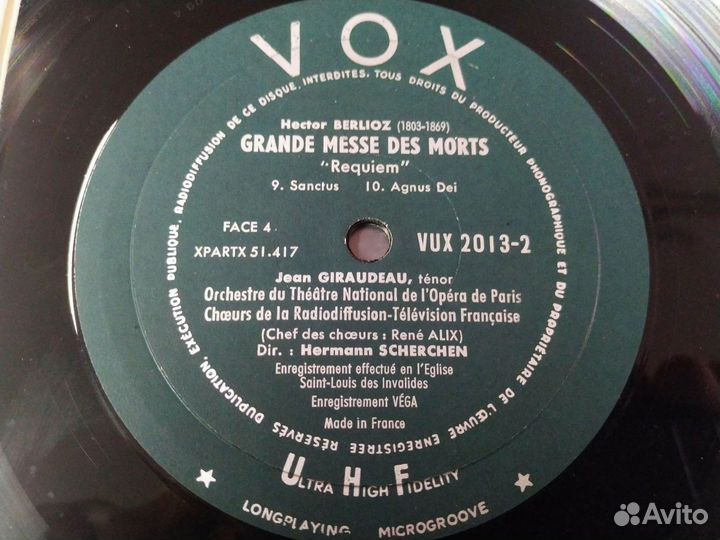 VOX
DUPLICATION, EXÉCUTION PUBLIQUE, RADIODIFFUSION DE CE DISQUE, INTERDITES. TOUS DROITS DU PRODUCTEUR PHONOGRAPHIQUE ET DU PROPRIÉTAIRE DE L'ŒUVRE ENREGISTRÉE RÉSERVÉS
Hector BERLIOZ (1803-1869)
GRANDE MESSE DES MORTS
"Requiem"
9. Sanctus 10. Agnus Dei
FACE 4
XPARTX 51.417
VUX 2013-2
Jean GIRAUDEAU, ténor
Orchestre du Théâtre National de l'Opéra de Paris
Chœurs de la Radiodiffusion-Télévision Française
(Chef des chœurs : René ALIX)
Dir. : Hermann SCHERCHEN
Enregistrement effectué en l'Eglise
Saint-Louis des Invalides
Enregistrement VÉGA
Made in France
ULTRA HIGH FIDELITY
LONGPLAYING MICROGROOVE
Avito